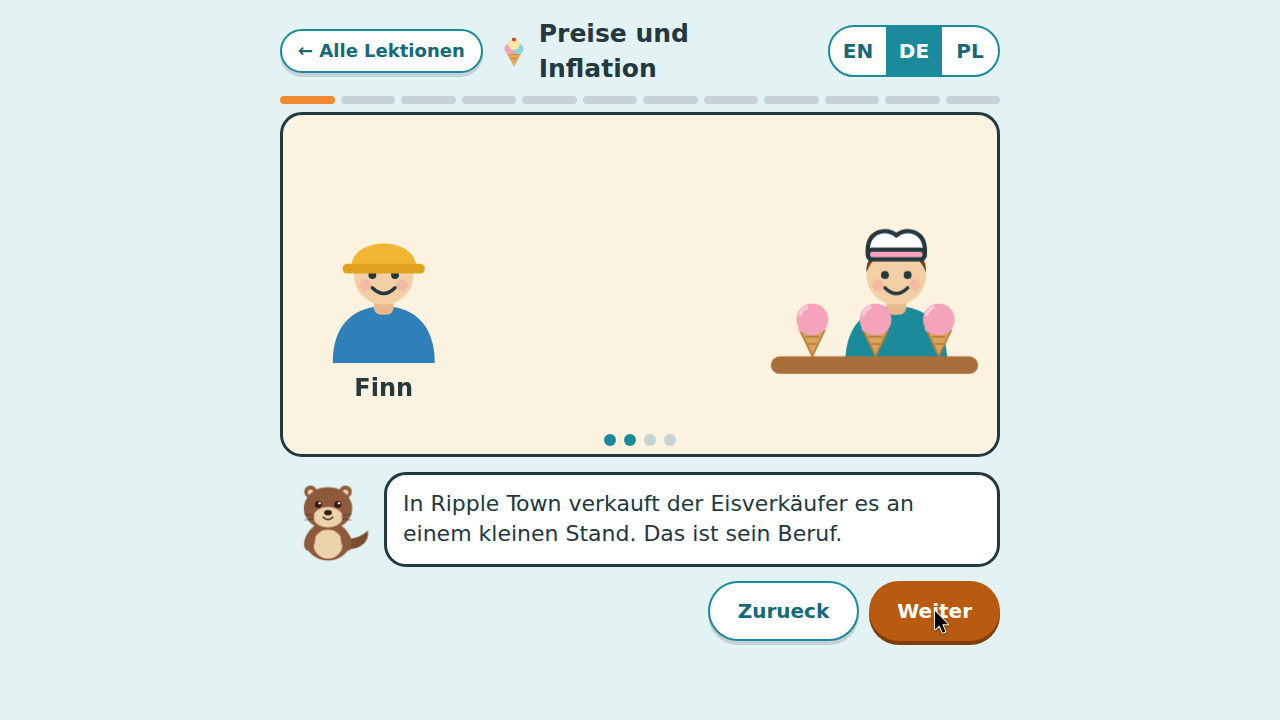 ← Alle Lektionen
Preise und
Inflation
EN DE PL
Finn
In Ripple Town verkauft der Eisverkäufer es an
einem kleinen Stand. Das ist sein Beruf.
Zurueck
Weiter